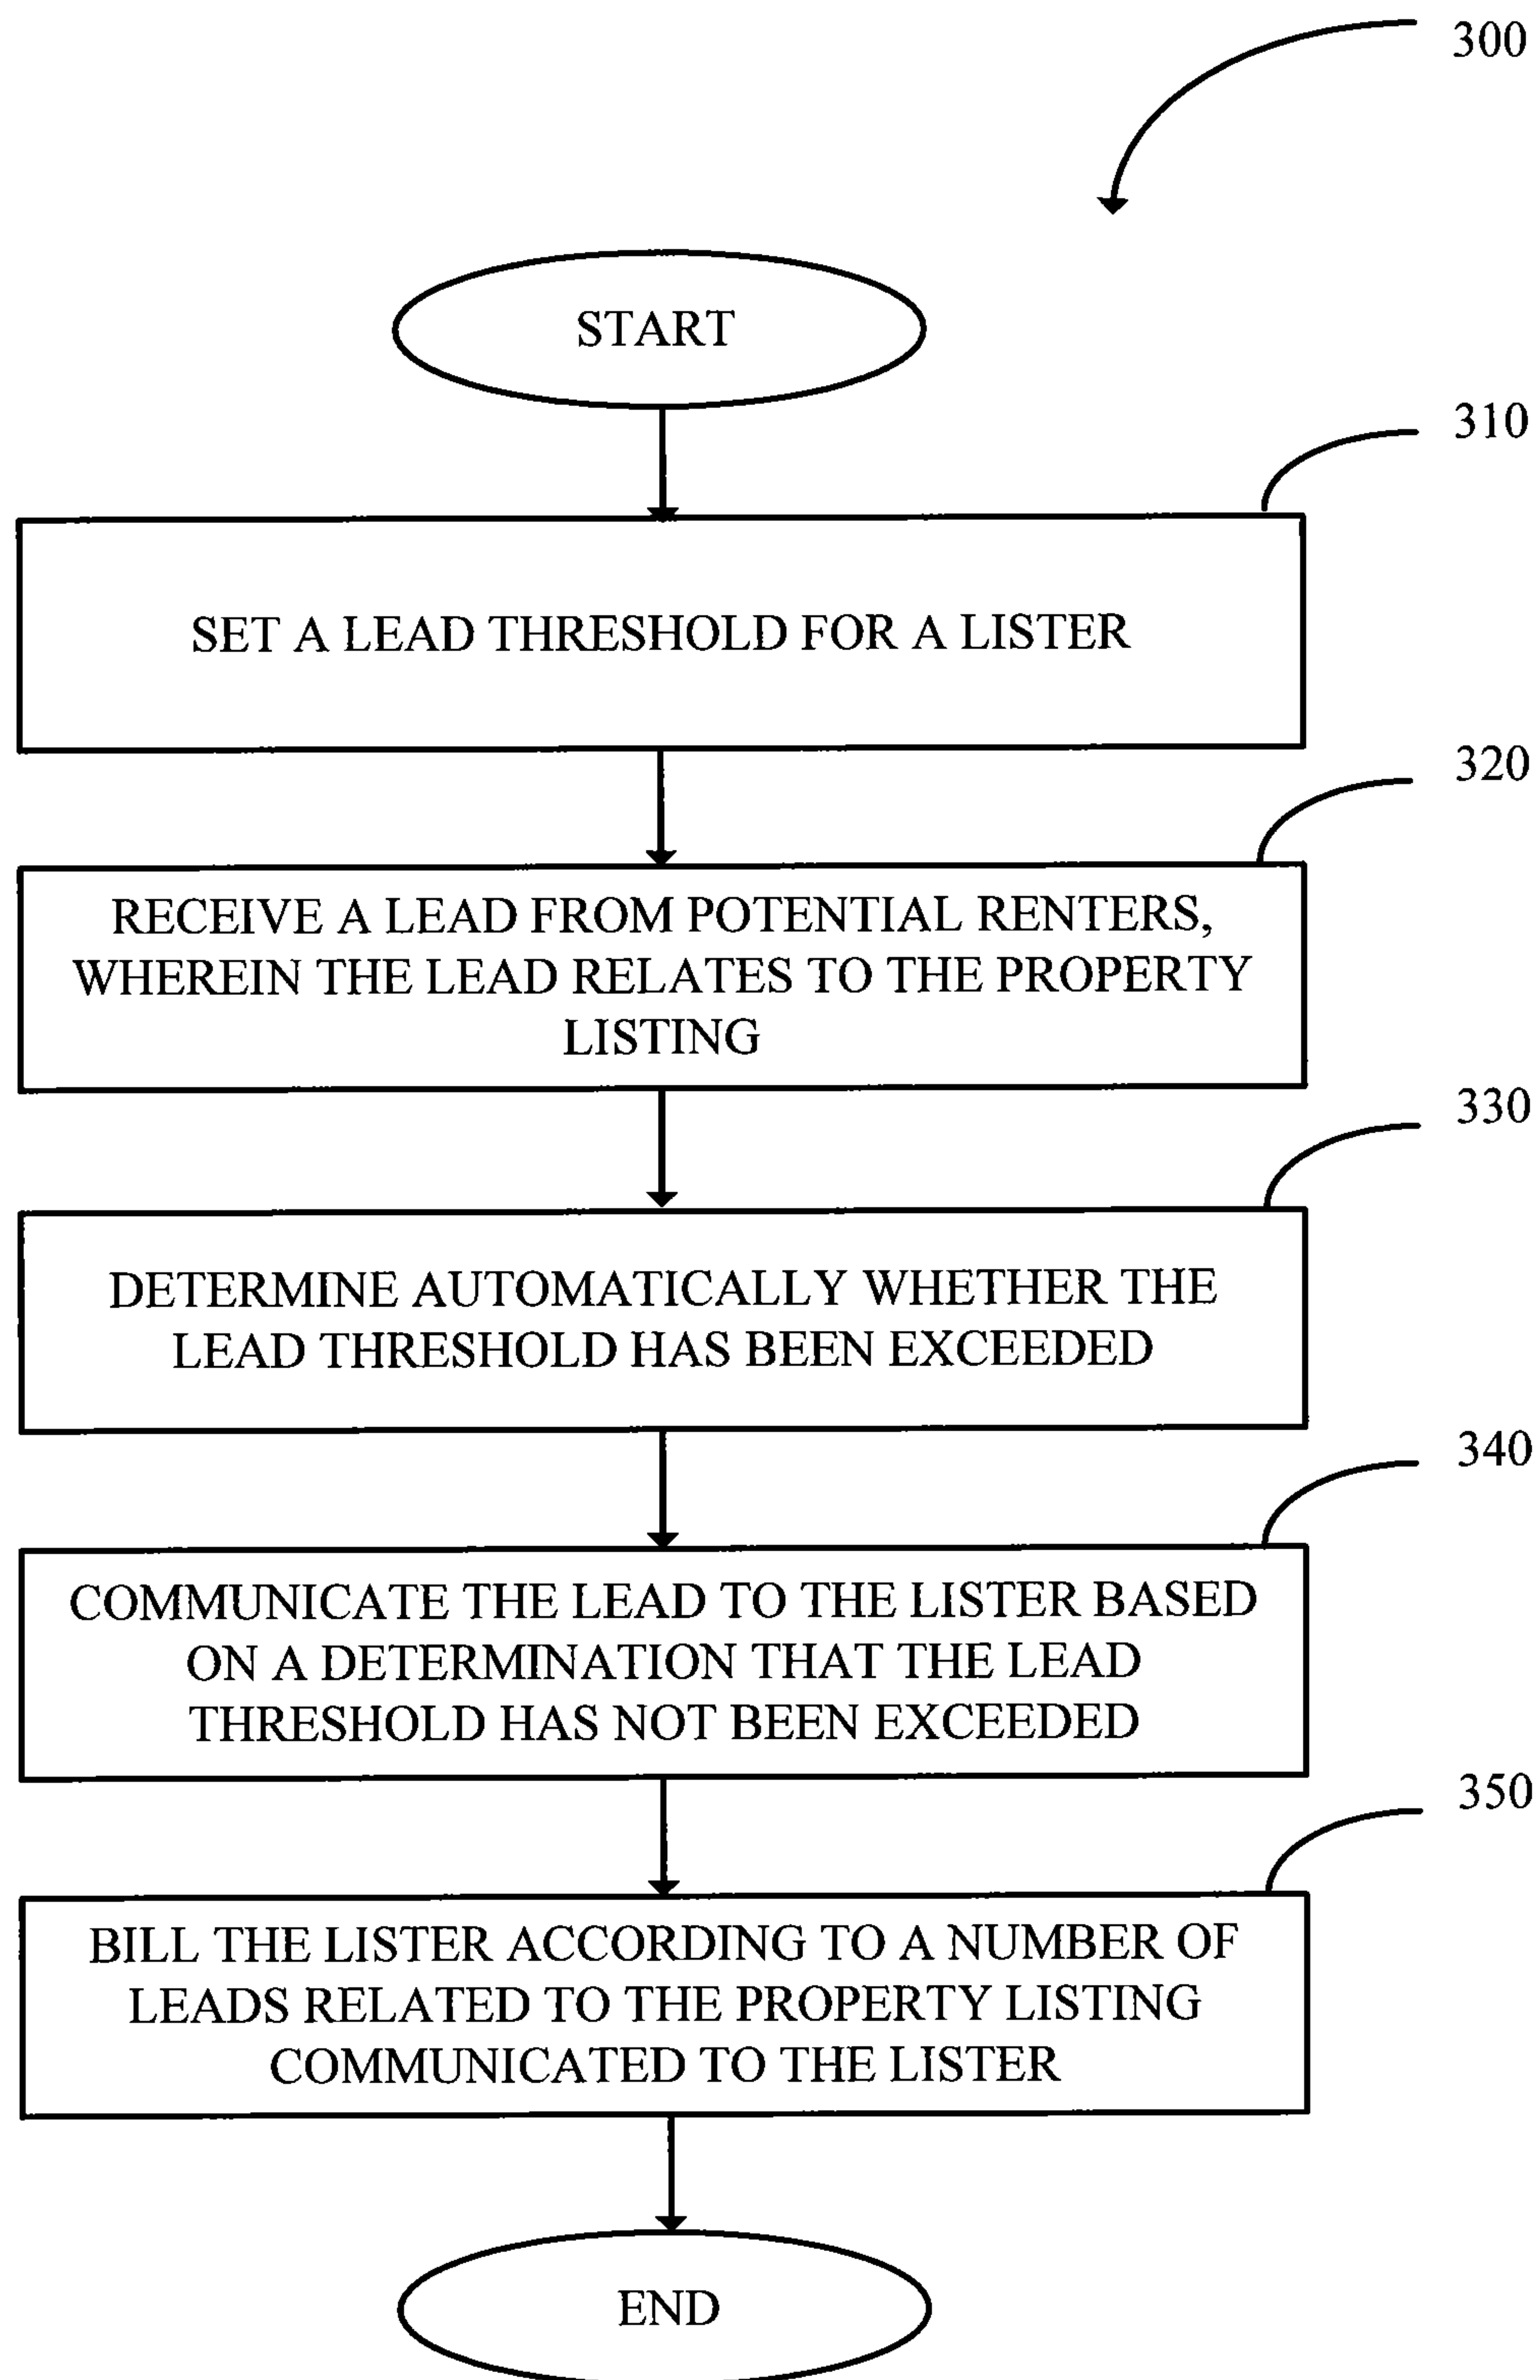 300
START
310
SET A LEAD THRESHOLD FOR A LISTER
320
RECEIVE A LEAD FROM POTENTIAL RENTERS,
WHEREIN THE LEAD RELATES TO THE PROPERTY
LISTING
330
DETERMINE AUTOMATICALLY WHETHER THE
LEAD THRESHOLD HAS BEEN EXCEEDED
340
COMMUNICATE THE LEAD TO THE LISTER BASED
ON A DETERMINATION THAT THE LEAD
THRESHOLD HAS NOT BEEN EXCEEDED
350
BILL THE LISTER ACCORDING TO A NUMBER OF
LEADS RELATED TO THE PROPERTY LISTING
COMMUNICATED TO THE LISTER
END